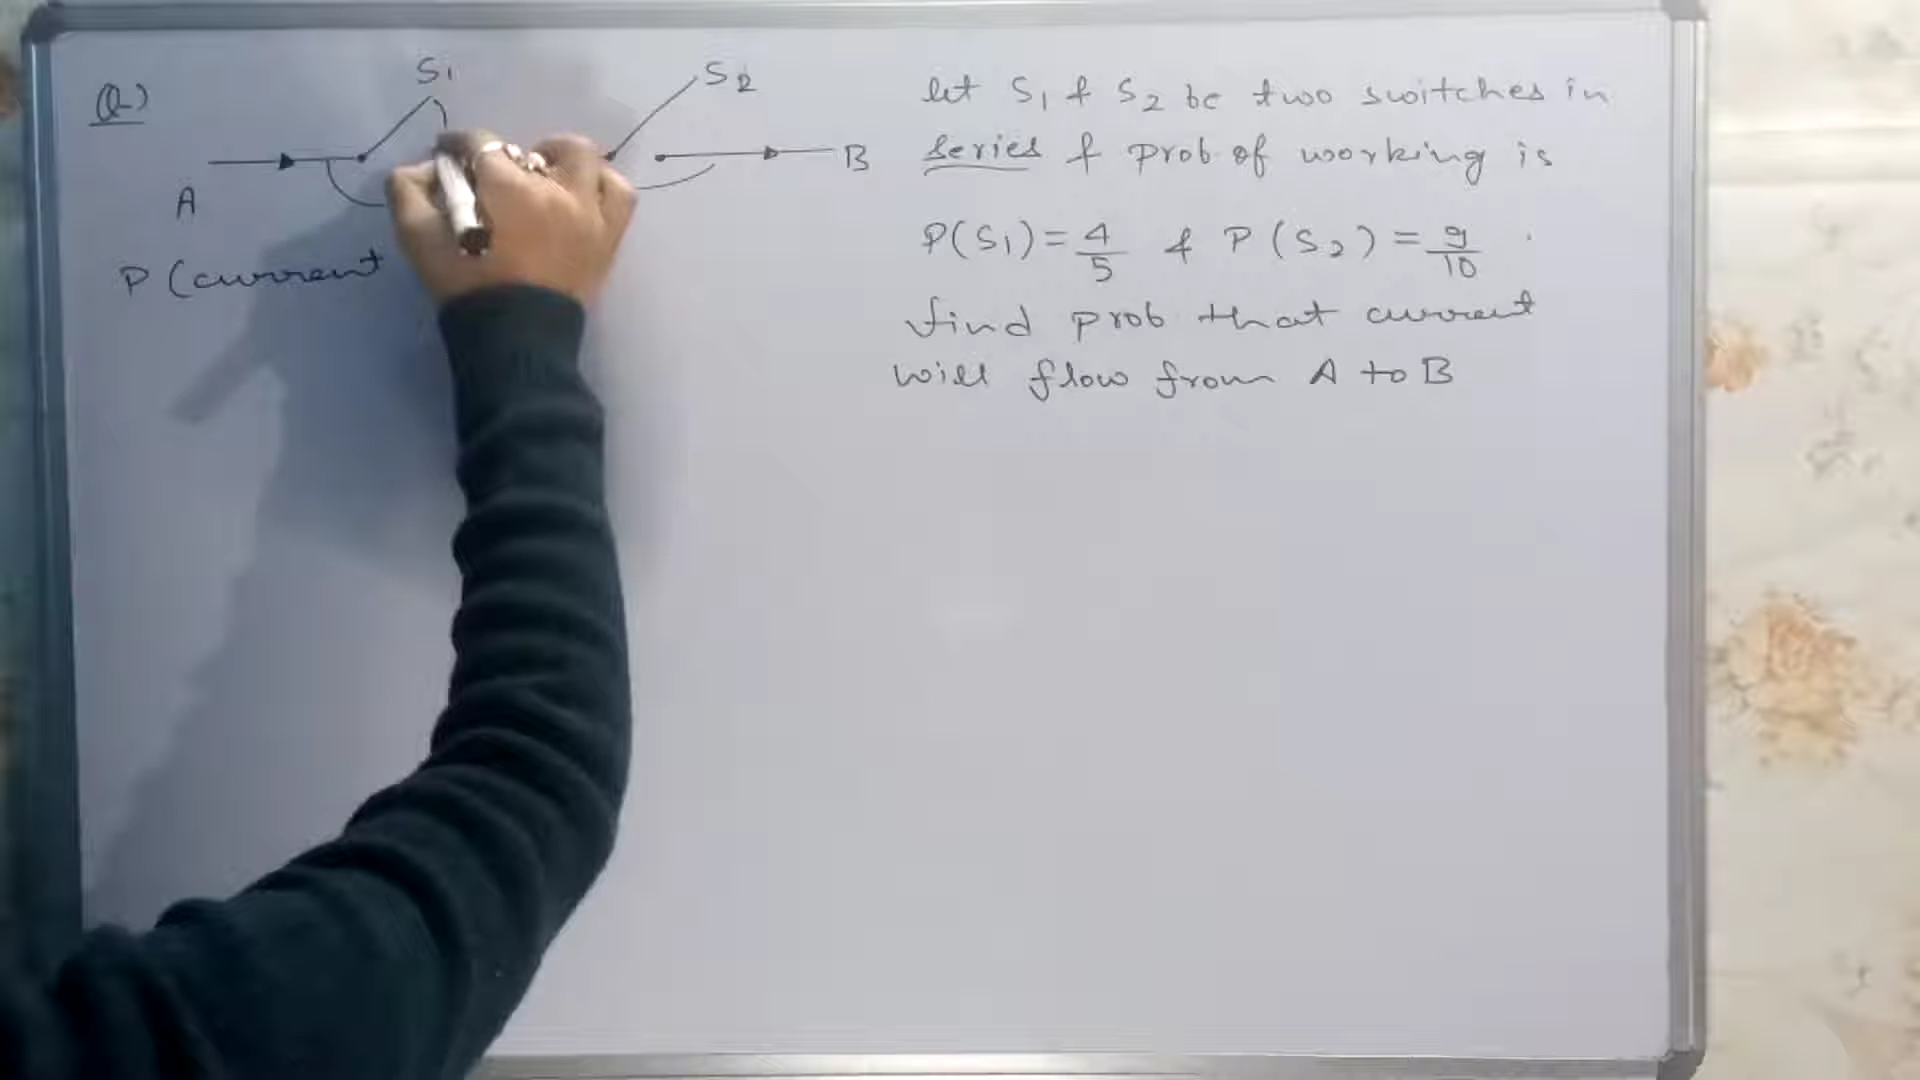 Q)
S1
S2
A
B
P (current
let S1 & S2 be two switches in
series & prob. of working is
P(S1) = 4/5 & P(S2) = 9/10 .
find prob that current
will flow from A to B